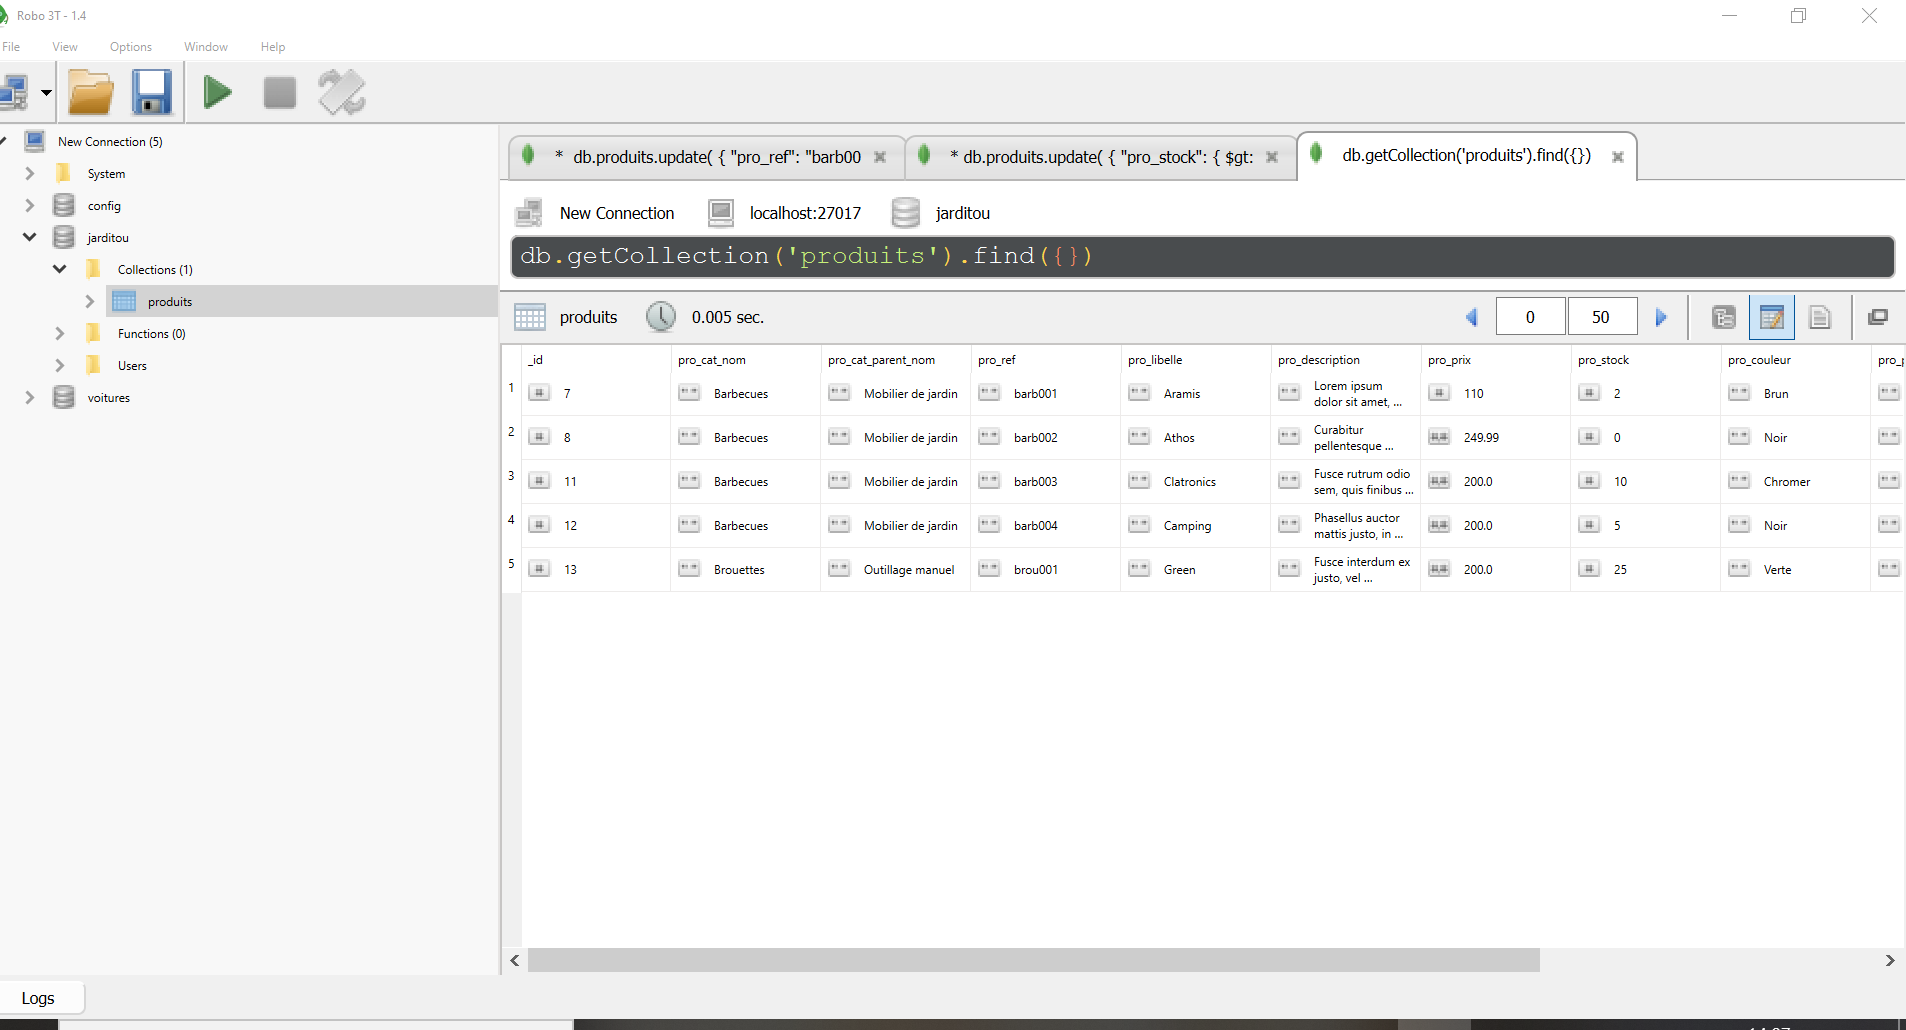 Robo 3T - 1.4
File View Options Window Help
New Connection (5)
System
config
jarditou
Collections (1)
produits
Functions (0)
Users
voitures
* db.produits.update( { "pro_ref": "barb00
* db.produits.update( { "pro_stock": { $gt:
db.getCollection('produits').find({})
New Connection localhost:27017 jarditou
db.getCollection('produits').find({})
produits 0.005 sec. 0 50
_id pro_cat_nom pro_cat_parent_nom pro_ref pro_libelle pro_description pro_prix pro_stock pro_couleur
1 7 Barbecues Mobilier de jardin barb001 Aramis Lorem ipsum dolor sit amet, ... 110 2 Brun
2 8 Barbecues Mobilier de jardin barb002 Athos Curabitur pellentesque ... 249.99 0 Noir
3 11 Barbecues Mobilier de jardin barb003 Clatronics Fusce rutrum odio sem, quis finibus ... 200.0 10 Chromer
4 12 Barbecues Mobilier de jardin barb004 Camping Phasellus auctor mattis justo, in ... 200.0 5 Noir
5 13 Brouettes Outillage manuel brou001 Green Fusce interdum ex justo, vel ... 200.0 25 Verte
Logs